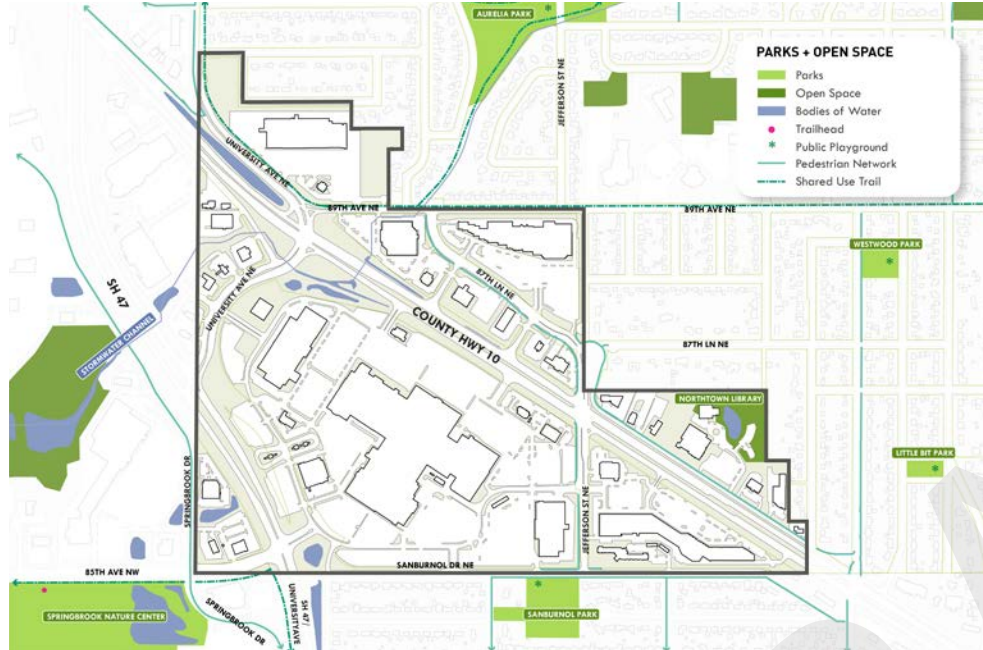 AURELIA PARK
JEFFERSON ST NE
PARKS + OPEN SPACE
Parks
Open Space
Bodies of Water
Trailhead
Public Playground
Pedestrian Network
Shared Use Trail
UNIVERSITY AVE NE
89TH AVE NE
89TH AVE NE
WESTWOOD PARK
87TH LN NE
UNIVERSITY AVE NE
SH 47
COUNTY HWY 10
STORMWATER CHANNEL
87TH LN NE
NORTHTOWN LIBRARY
LITTLE BIT PARK
SPRINGBROOK DR
JEFFERSON ST NE
SANBURNOL DR NE
85TH AVE NW
SPRINGBROOK NATURE CENTER
SPRINGBROOK DR
SH 47/
UNIVERSITYAVE
SANBURNOL PARK